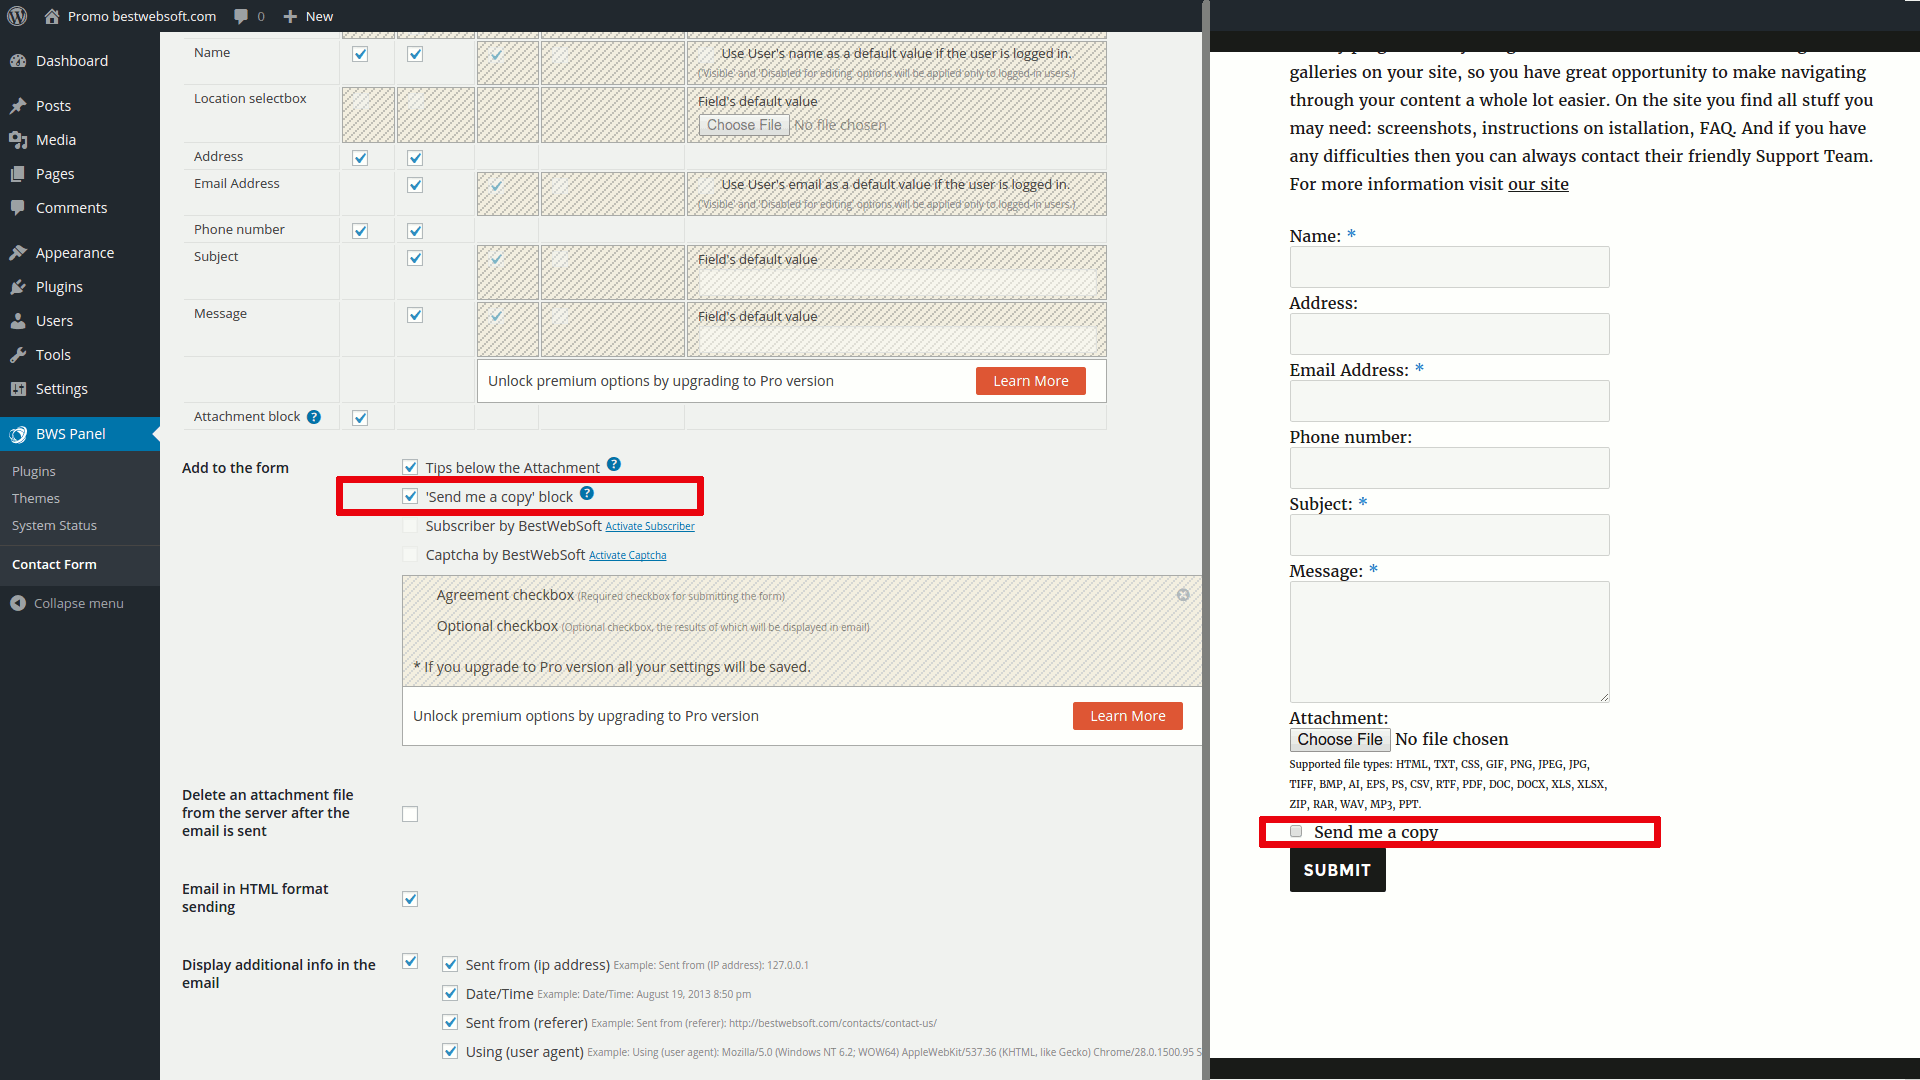 Promo bestwebsoft.com
0
New
Dashboard
Posts
Media
Pages
Comments
Appearance
Plugins
Users
Tools
Settings
BWS Panel
Plugins
Themes
System Status
Contact Form
Collapse menu
Name
Use User's name as a default value if the user is logged in.
('Visible' and 'Disabled for editing' options will be applied only to logged-in users.)
Location selectbox
Field's default value
Choose File No file chosen
Address
Email Address
Use User's email as a default value if the user is logged in.
('Visible' and 'Disabled for editing' options will be applied only to logged-in users.)
Phone number
Subject
Field's default value
Message
Field's default value
Unlock premium options by upgrading to Pro version
Learn More
Attachment block ?
Add to the form
Tips below the Attachment ?
'Send me a copy' block ?
Subscriber by BestWebSoft Activate Subscriber
Captcha by BestWebSoft Activate Captcha
Agreement checkbox (Required checkbox for submitting the form)
Optional checkbox (Optional checkbox, the results of which will be displayed in email)
* If you upgrade to Pro version all your settings will be saved.
Unlock premium options by upgrading to Pro version
Learn More
Delete an attachment file
from the server after the
email is sent
Email in HTML format
sending
Display additional info in the
email
Sent from (ip address) Example: Sent from (IP address): 127.0.0.1
Date/Time Example: Date/Time: August 19, 2013 8:50 pm
Sent from (referer) Example: Sent from (referer): http://bestwebsoft.com/contacts/contact-us/
Using (user agent) Example: Using (user agent): Mozilla/5.0 (Windows NT 6.2; WOW64) AppleWebKit/537.36 (KHTML, like Gecko) Chrome/28.0.1500.95 S
galleries on your site, so you have great opportunity to make navigating
through your content a whole lot easier. On the site you find all stuff you
may need: screenshots, instructions on istallation, FAQ. And if you have
any difficulties then you can always contact their friendly Support Team.
For more information visit our site
Name: *
Address:
Email Address: *
Phone number:
Subject: *
Message: *
Attachment:
Choose File No file chosen
Supported file types: HTML, TXT, CSS, GIF, PNG, JPEG, JPG,
TIFF, BMP, AI, EPS, PS, CSV, RTF, PDF, DOC, DOCX, XLS, XLSX,
ZIP, RAR, WAV, MP3, PPT.
Send me a copy
SUBMIT